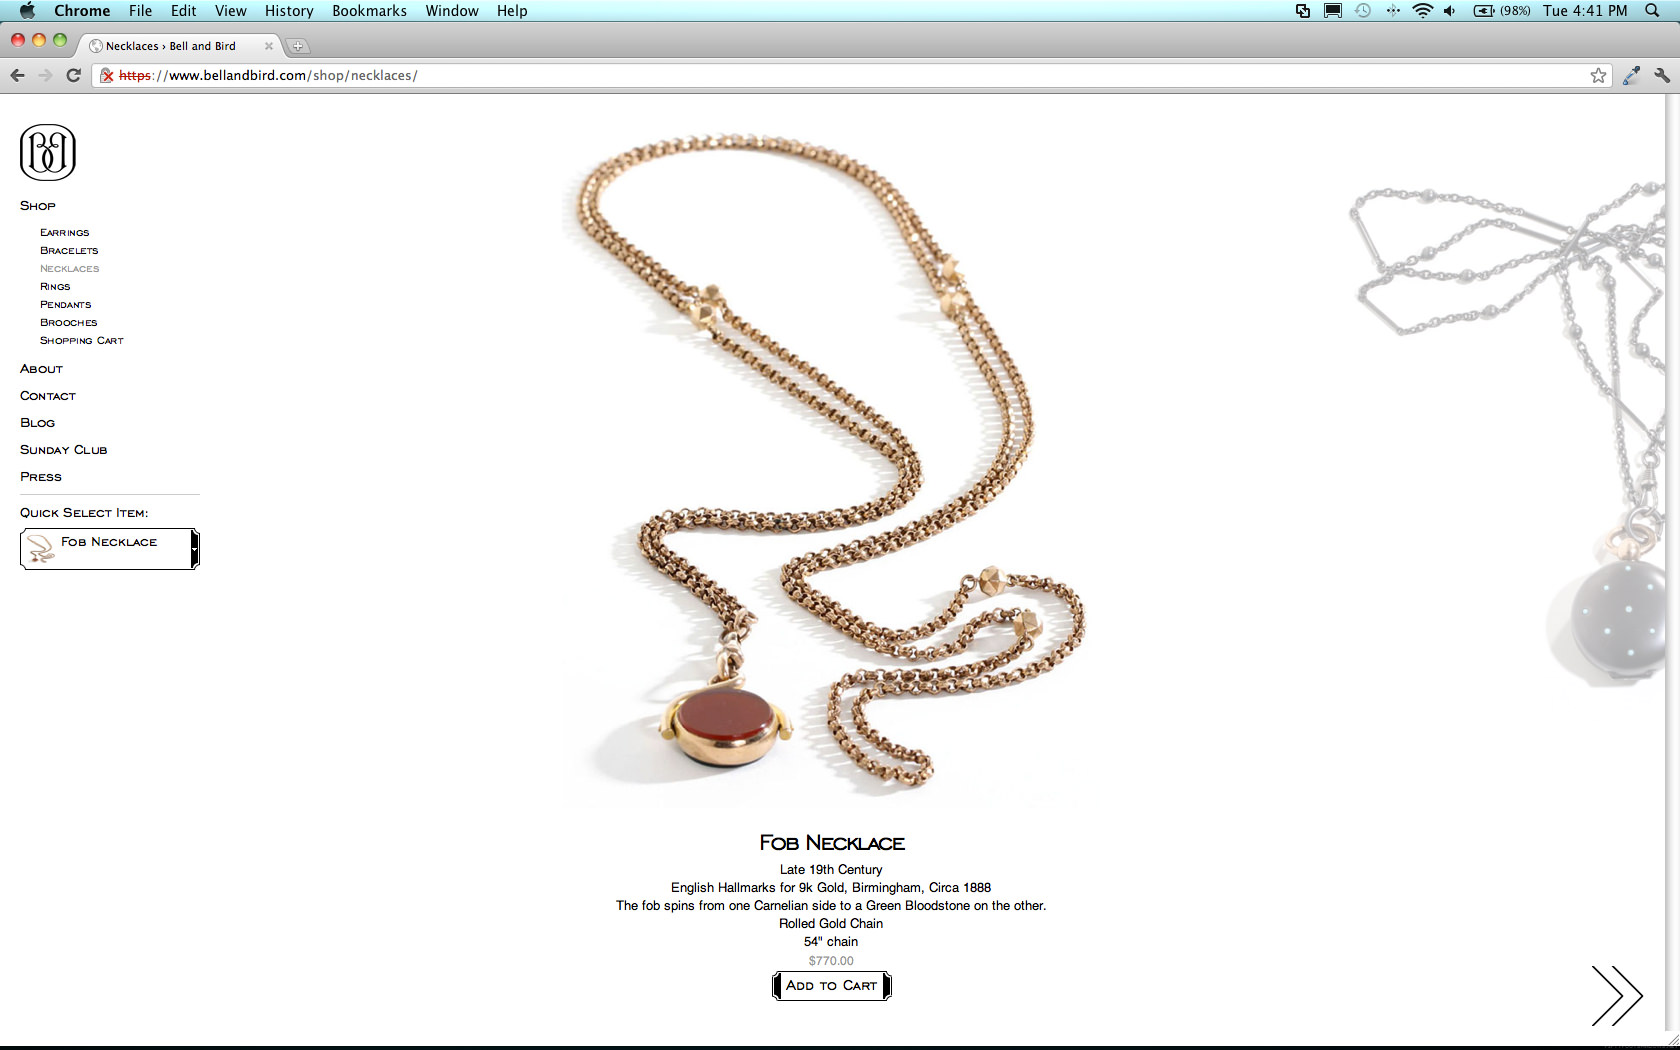 Chrome File Edit View History Bookmarks Window Help (98%) Tue 4:41 PM
Necklaces › Bell and Bird
https://www.bellandbird.com/shop/necklaces/
Shop
Earrings
Bracelets
Necklaces
Rings
Pendants
Brooches
Shopping Cart
About
Contact
Blog
Sunday Club
Press
Quick Select Item:
Fob Necklace
Fob Necklace
Late 19th Century
English Hallmarks for 9k Gold, Birmingham, Circa 1888
The fob spins from one Carnelian side to a Green Bloodstone on the other.
Rolled Gold Chain
54" chain
$770.00
Add to Cart